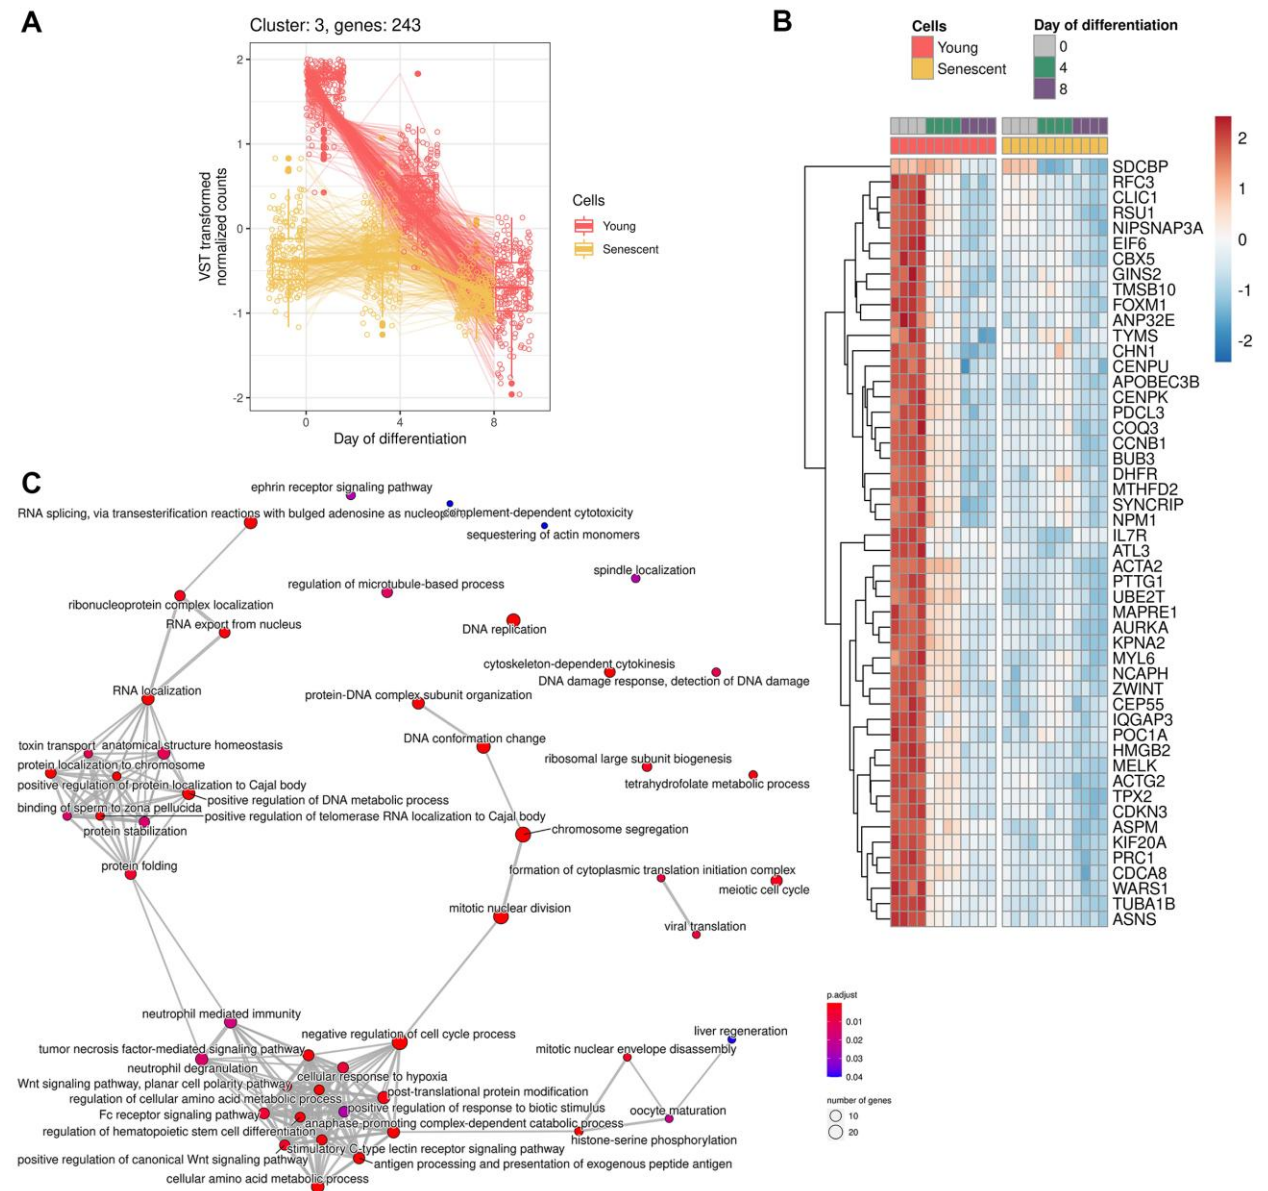 A
Cluster: 3, genes: 243
2
1
0
-1
-2
0
4
8
VST transformed
normalized counts
Day of differentiation
Cells
Young
Senescent
B
Cells
Young
Senescent
Day of differentiation
0
4
8
2
1
0
-1
-2
SDCBP
RFC3
CLIC1
RSU1
NIPSNAP3A
EIF6
CBX5
GINS2
TMSB10
FOXM1
ANP32E
TYMS
CHN1
CENPU
APOBEC3B
CENPK
PDCL3
COQ3
CCNB1
BUB3
DHFR
MTHFD2
SYNCRIP
NPM1
IL7R
ATL3
ACTA2
PTTG1
UBE2T
MAPRE1
AURKA
KPNA2
MYL6
NCAPH
ZWINT
CEP55
IQGAP3
POC1A
HMGB2
MELK
ACTG2
TPX2
CDKN3
ASPM
KIF20A
PRC1
CDCA8
WARS1
TUBA1B
ASNS
C
ephrin receptor signaling pathway
RNA splicing, via transesterification reactions with bulged adenosine as
complement-dependent cytotoxicity
sequestering of actin monomers
spindle localization
regulation of microtubule-based process
ribonucleoprotein complex localization
RNA export from nucleus
DNA replication
cytoskeleton-dependent cytokinesis
DNA damage response, detection of DNA damage
RNA localization
protein-DNA complex subunit organization
DNA conformation change
toxin transport
anatomical structure homeostasis
protein localization to chromosome
ribosomal large subunit biogenesis
tetrahydrofolate metabolic process
positive regulation of protein localization to Cajal body
positive regulation of DNA metabolic process
binding of sperm to zona pellucida
positive regulation of telomerase RNA localization to Cajal body
protein stabilization
chromosome segregation
protein folding
formation of cytoplasmic translation initiation complex
meiotic cell cycle
mitotic nuclear division
viral translation
neutrophil mediated immunity
negative regulation of cell cycle process
liver regeneration
tumor necrosis factor-mediated signaling pathway
mitotic nuclear envelope disassembly
neutrophil degranulation
cellular response to hypoxia
Wnt signaling pathway, planar cell polarity pathway
post-translational protein modification
regulation of cellular amino acid metabolic process
positive regulation of response to biotic stimulus
Fc receptor signaling pathway
oocyte maturation
anaphase-promoting complex-dependent catabolic process
regulation of hematopoietic stem cell differentiation
histone-serine phosphorylation
stimulatory C-type lectin receptor signaling pathway
positive regulation of canonical Wnt signaling pathway
antigen processing and presentation of exogenous peptide antigen
cellular amino acid metabolic process
p.adjust
0.01
0.02
0.03
0.04
number of genes
10
20